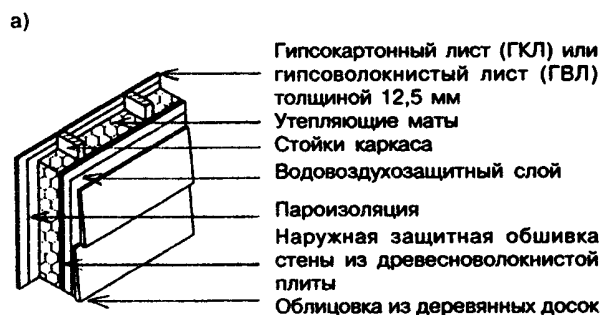 а)
Гипсокартонный лист (ГКЛ) или
гипсоволокнистый лист (ГВЛ)
толщиной 12,5 мм
Утепляющие маты
Стойки каркаса
Водовоздухозащитный слой
Пароизоляция
Наружная защитная обшивка
стены из древесноволокнистой
плиты
Облицовка из деревянных досок